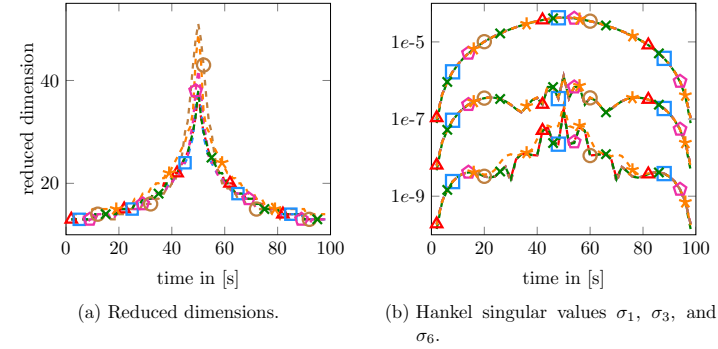 reduced dimension
40
20
0 20 40 60 80 100
time in [s]
(a) Reduced dimensions.
1e-5
1e-7
1e-9
0 20 40 60 80 100
time in [s]
(b) Hankel singular values σ₁, σ₃, and
σ₆.